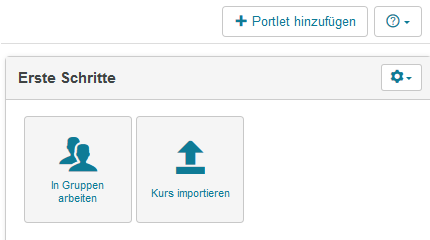 Portlet hinzufügen
Erste Schritte
In Gruppen
arbeiten
Kurs importieren